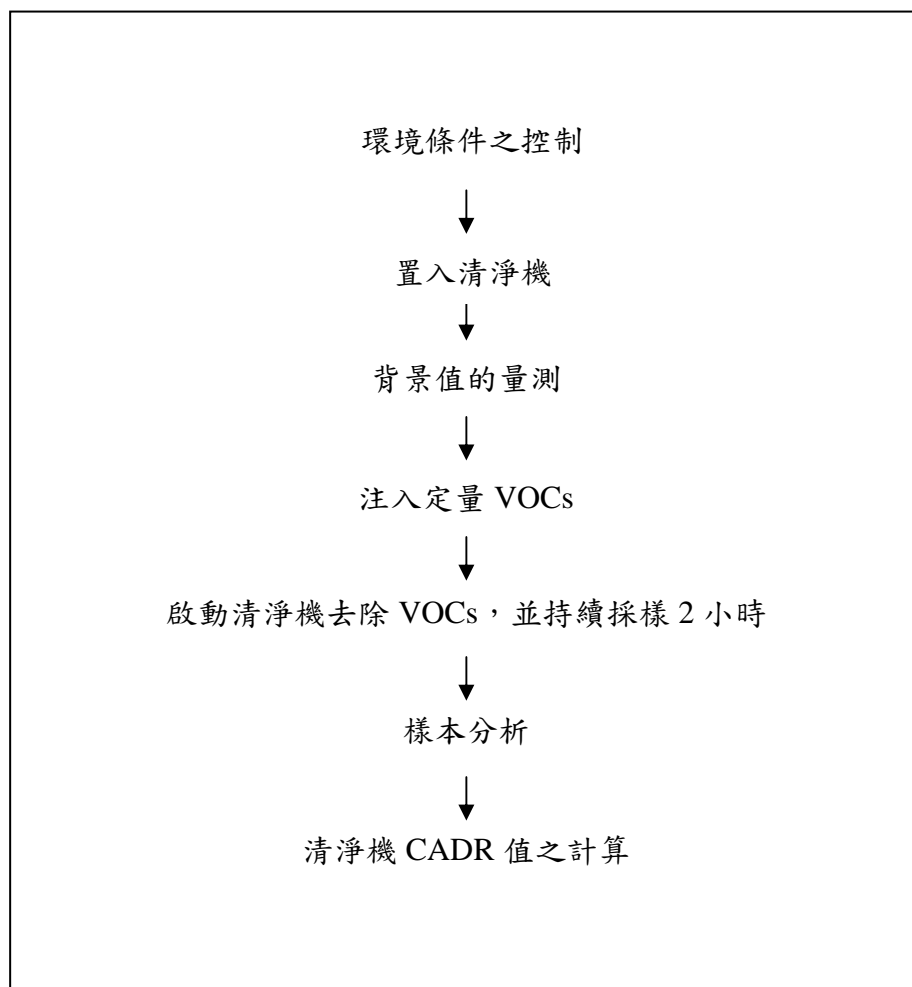 環境條件之控制
置入清淨機
背景值的量測
注入定量 VOCs
啟動清淨機去除 VOCs，並持續採樣 2 小時
樣本分析
清淨機 CADR 值之計算